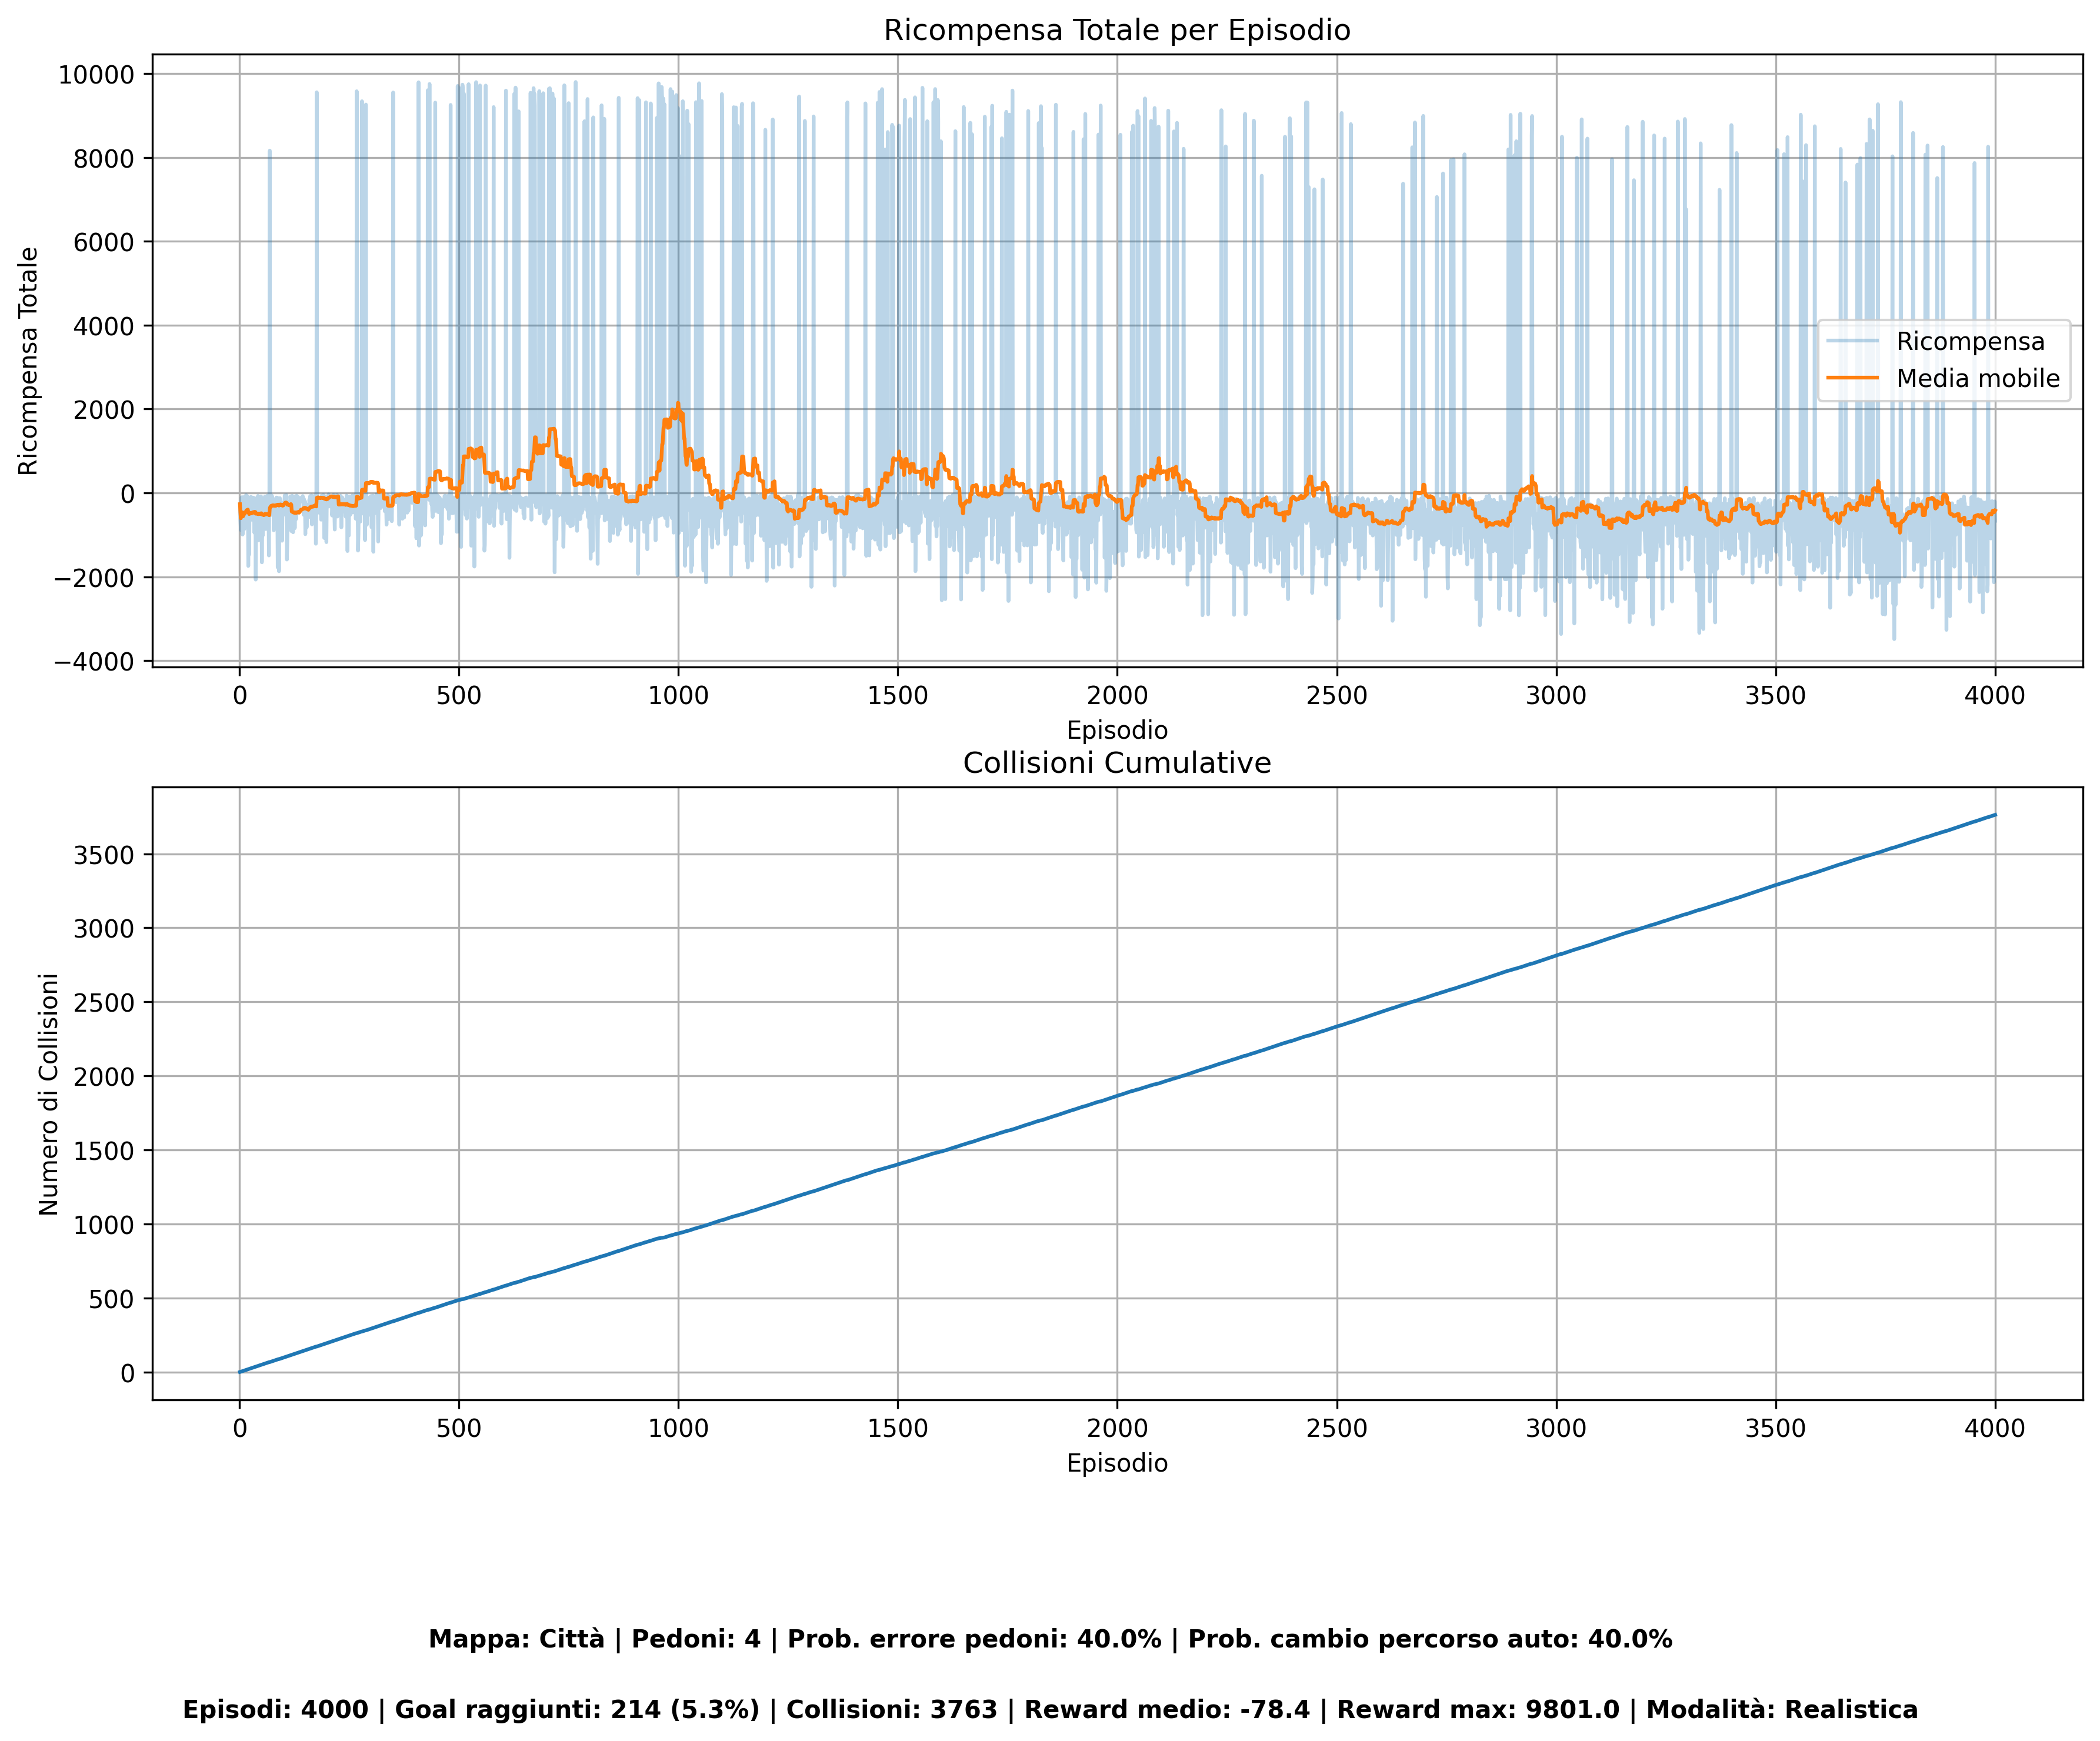 Ricompensa Totale per Episodio
10000
8000
6000
4000
2000
0
−2000
−4000
Ricompensa Totale
Ricompensa
Media mobile
0 500 1000 1500 2000 2500 3000 3500 4000
Episodio
Collisioni Cumulative
3500
3000
2500
2000
1500
1000
500
0
Numero di Collisioni
0 500 1000 1500 2000 2500 3000 3500 4000
Episodio
Mappa: Città | Pedoni: 4 | Prob. errore pedoni: 40.0% | Prob. cambio percorso auto: 40.0%
Episodi: 4000 | Goal raggiunti: 214 (5.3%) | Collisioni: 3763 | Reward medio: -78.4 | Reward max: 9801.0 | Modalità: Realistica